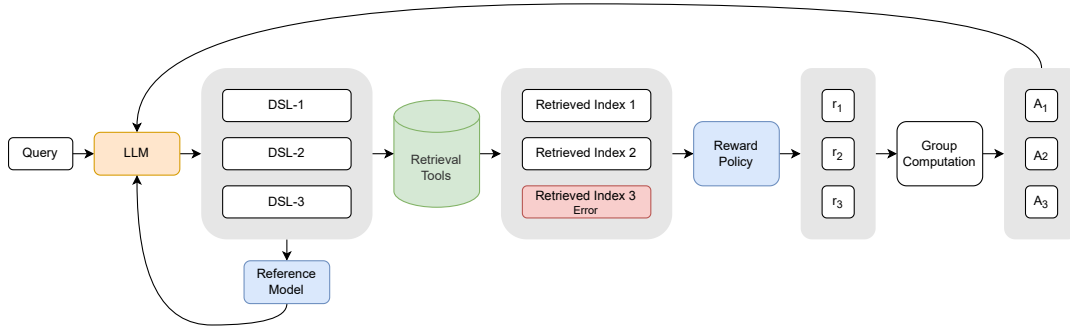 Query
LLM
DSL-1
DSL-2
DSL-3
Reference
Model
Retrieval
Tools
Retrieved Index 1
Retrieved Index 2
Retrieved Index 3
Error
Reward
Policy
r₁
r₂
r₃
Group
Computation
A₁
A₂
A₃